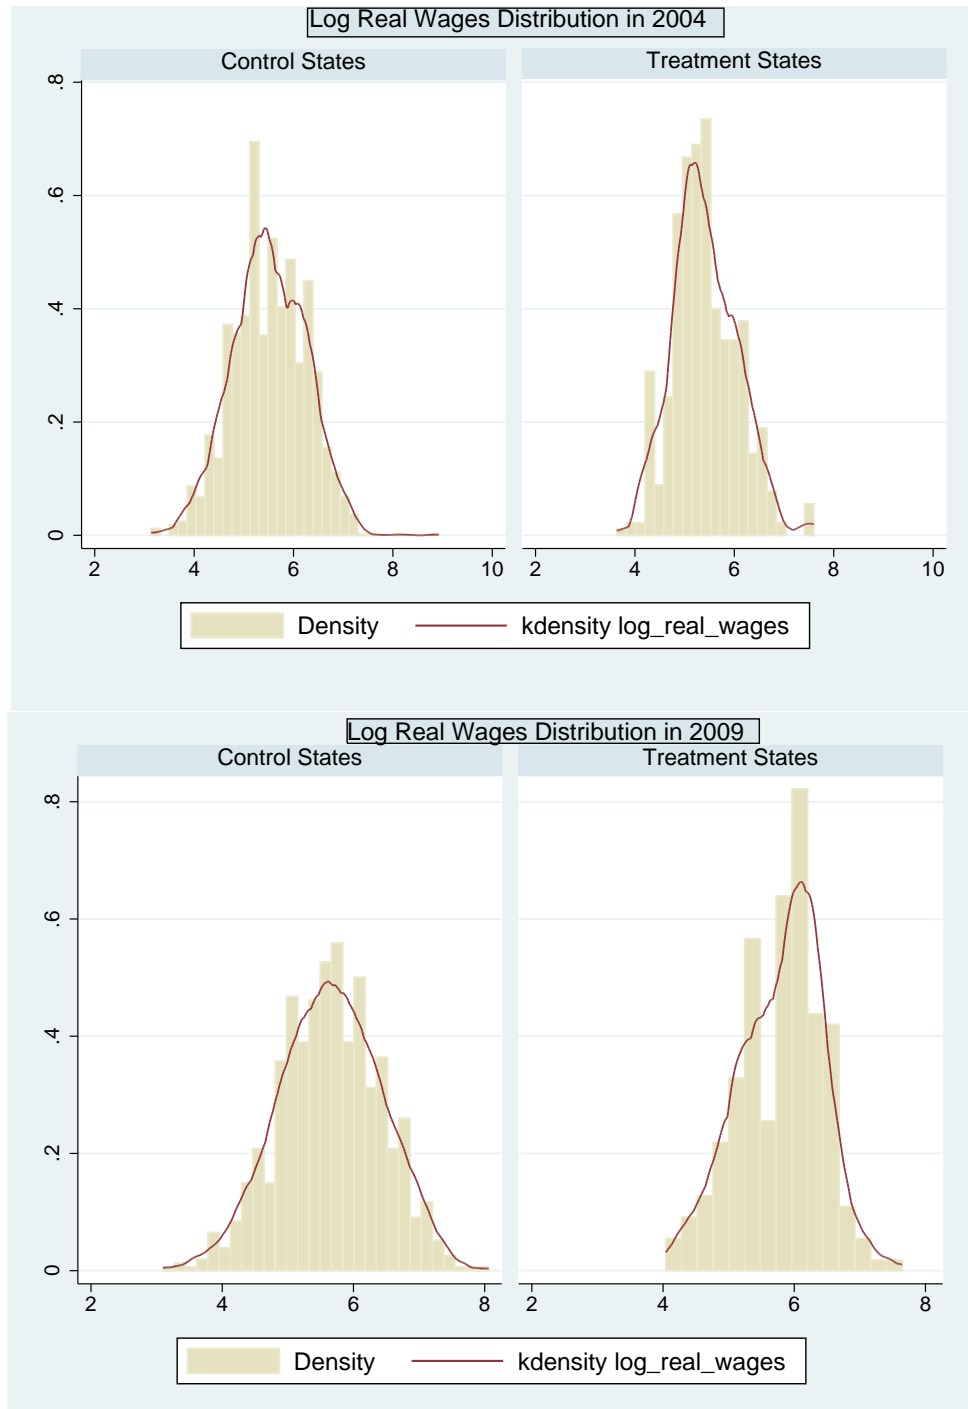 Log Real Wages Distribution in 2004
Control States
Treatment States
.8
.6
.4
.2
0
2 4 6 8 10
2 4 6 8 10
Density
kdensity log_real_wages
Log Real Wages Distribution in 2009
Control States
Treatment States
.8
.6
.4
.2
0
2 4 6 8
2 4 6 8
Density
kdensity log_real_wages